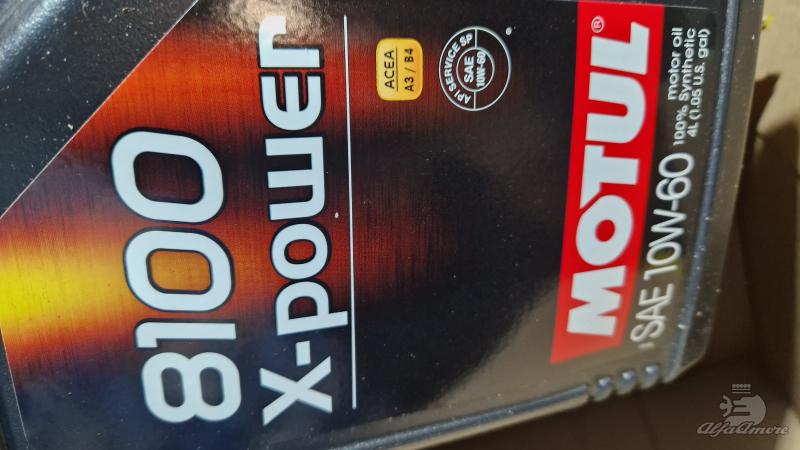 MOTUL®
SAE 10W-60
100% Synthetic
motor oil
4L (1.05 U.S. gal)
ACEA
A3 / B4
API SERVICE SP
SAE
10W-60
8100
X-power
AlfaAmore